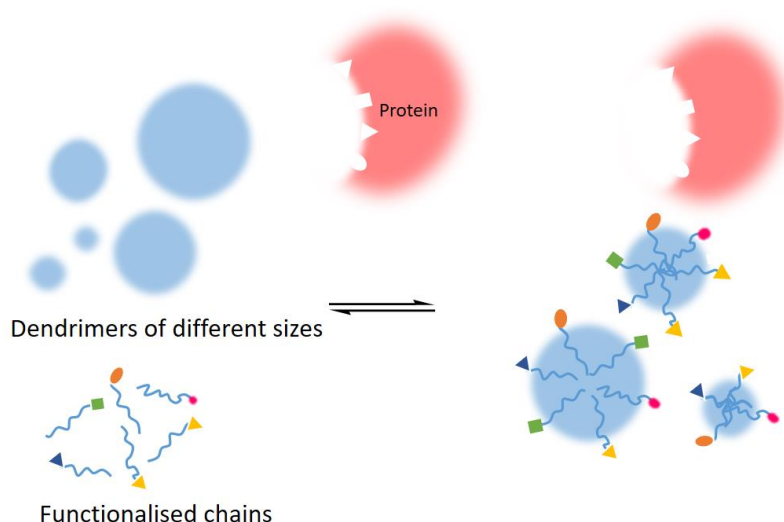 Protein
Dendrimers of different sizes
Functionalised chains